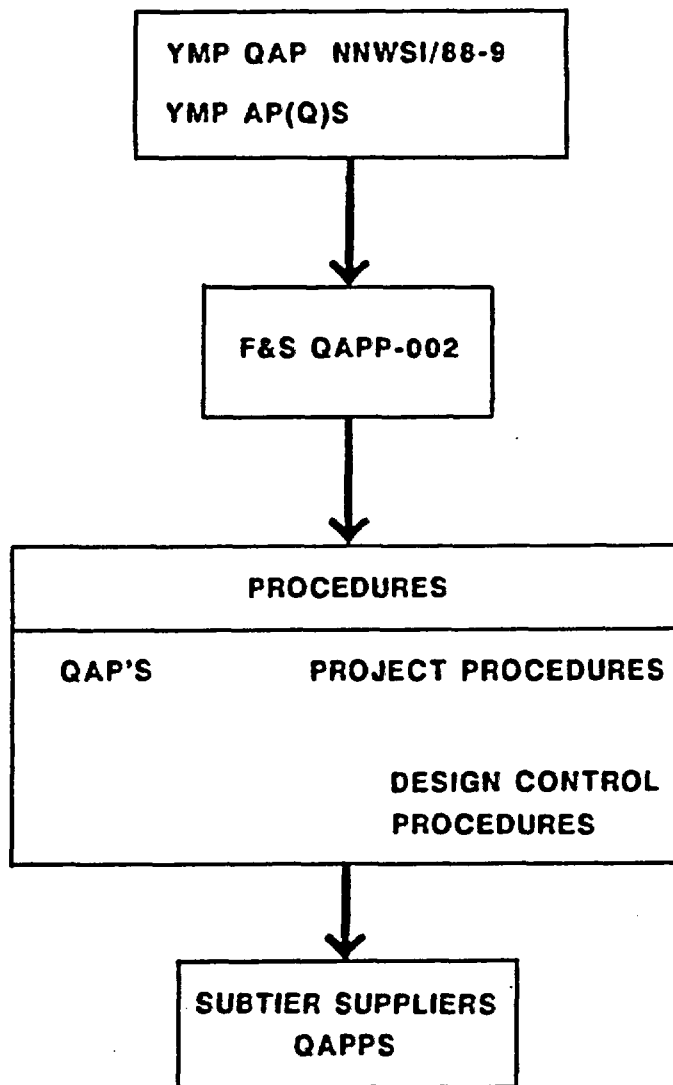 YMP QAP NNWSI/88-9
YMP AP(Q)S
F&S QAPP-002
PROCEDURES
QAP'S PROJECT PROCEDURES
DESIGN CONTROL
PROCEDURES
SUBTIER SUPPLIERS
QAPPS